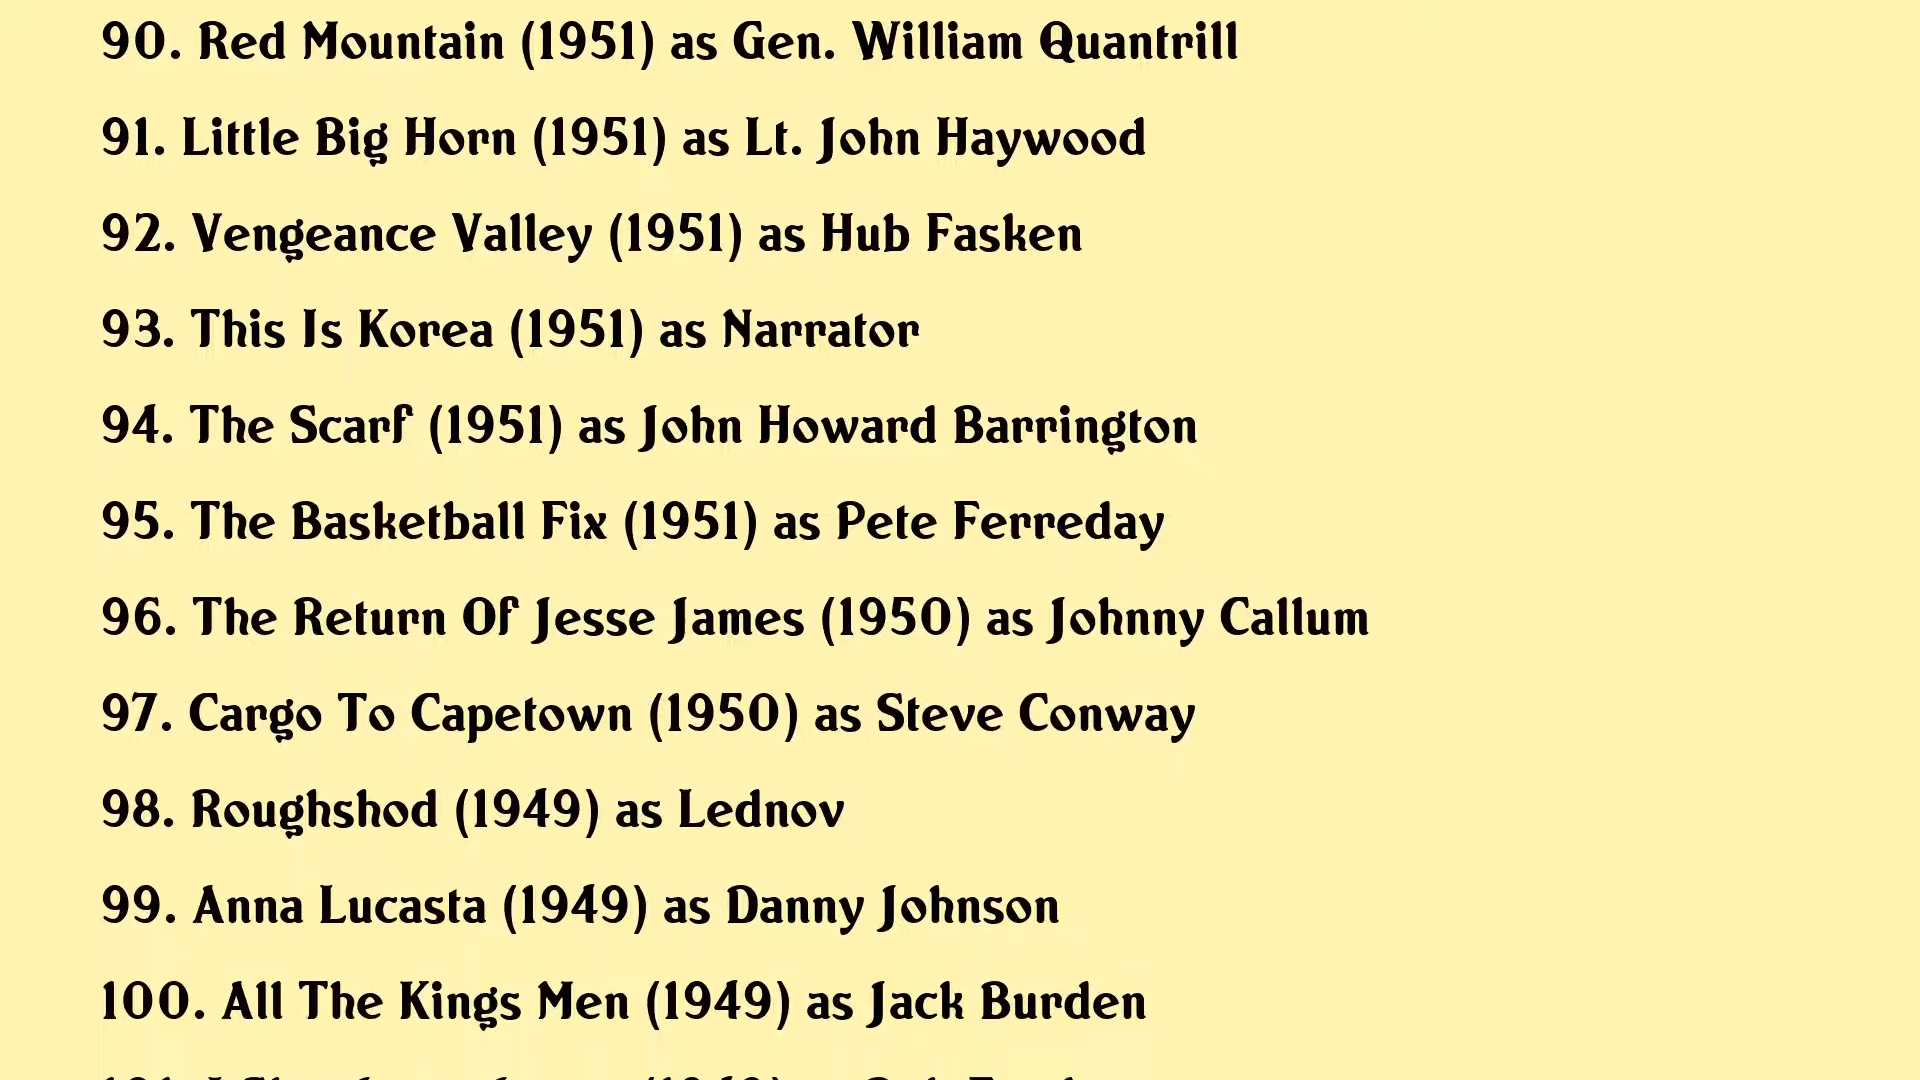 90. Red Mountain (1951) as Gen. William Quantrill
91. Little Big Horn (1951) as Lt. John Haywood
92. Vengeance Valley (1951) as Hub Fasken
93. This Is Korea (1951) as Narrator
94. The Scarf (1951) as John Howard Barrington
95. The Basketball Fix (1951) as Pete Ferreday
96. The Return Of Jesse James (1950) as Johnny Callum
97. Cargo To Capetown (1950) as Steve Conway
98. Roughshod (1949) as Lednov
99. Anna Lucasta (1949) as Danny Johnson
100. All The Kings Men (1949) as Jack Burden